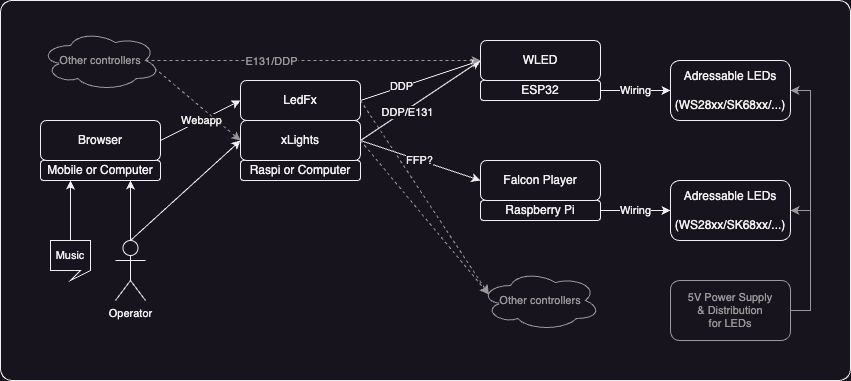 Other controllers
E131/DDP
WLED
ESP32
Wiring
Adressable LEDs
(WS28xx/SK68xx/...)
LedFx
DDP
Webapp
xLights
Raspi or Computer
DDP/E131
Browser
Mobile or Computer
FFP?
Falcon Player
Raspberry Pi
Wiring
Adressable LEDs
(WS28xx/SK68xx/...)
Music
Operator
Other controllers
5V Power Supply
& Distribution
for LEDs